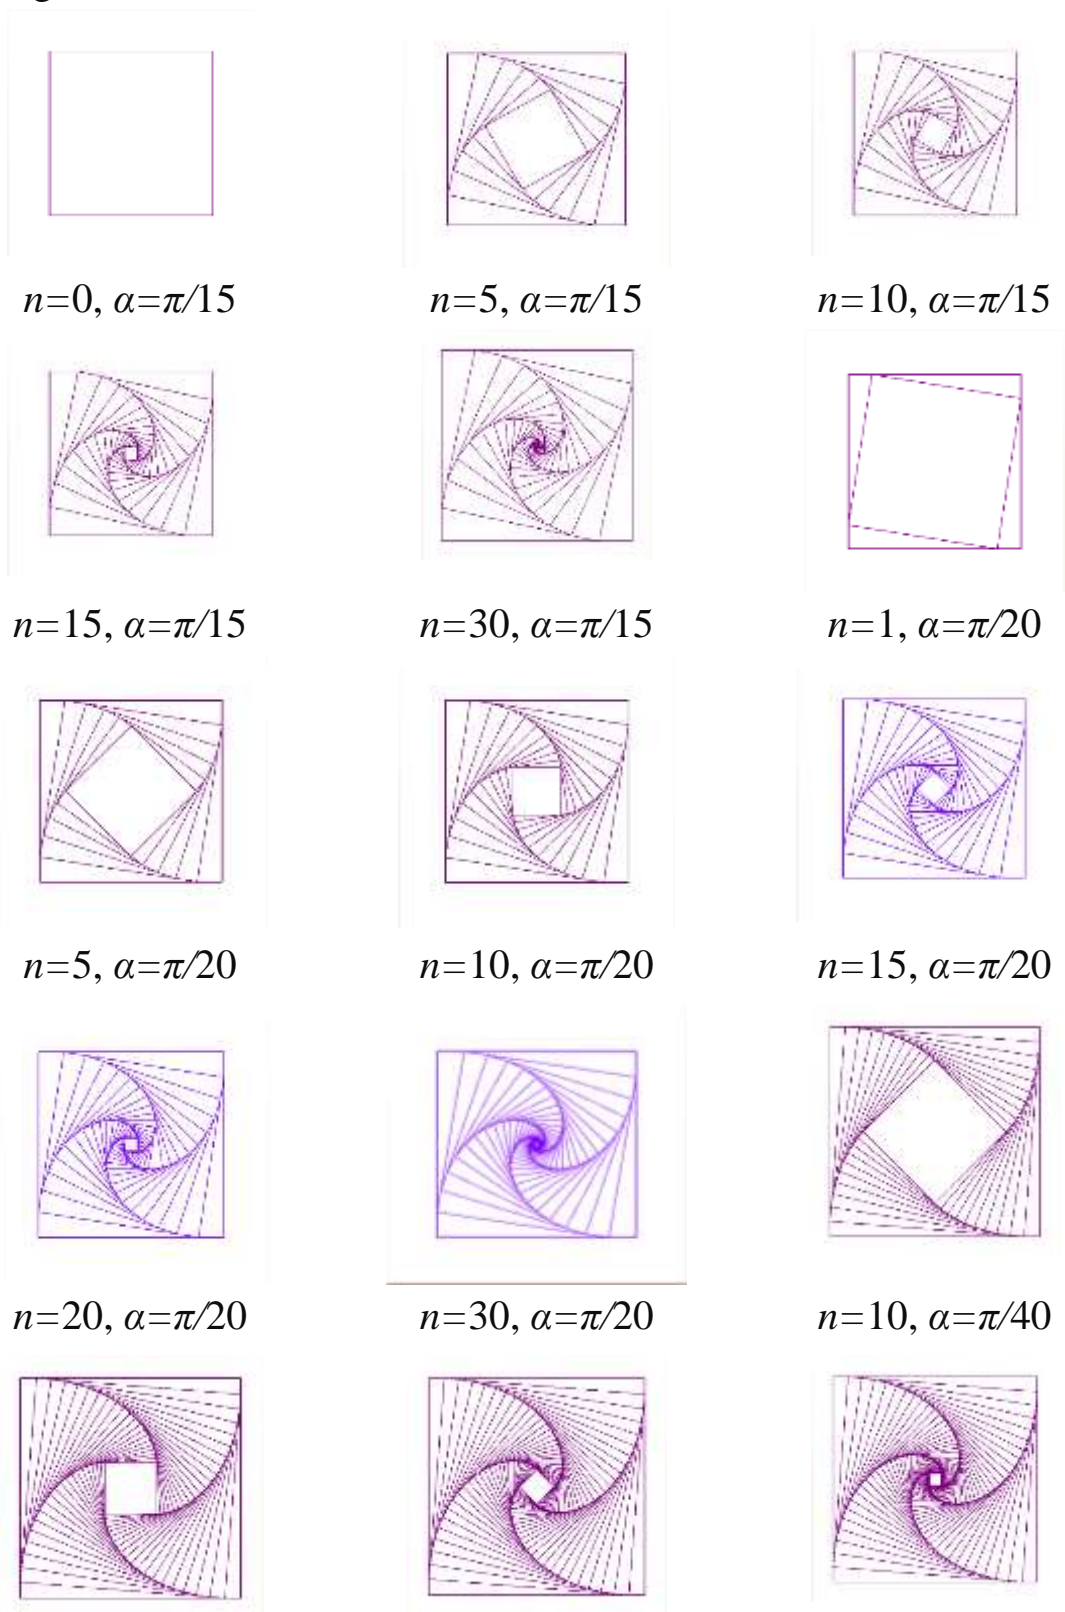 n=0, α=π/15 n=5, α=π/15 n=10, α=π/15
n=15, α=π/15 n=30, α=π/15 n=1, α=π/20
n=5, α=π/20 n=10, α=π/20 n=15, α=π/20
n=20, α=π/20 n=30, α=π/20 n=10, α=π/40